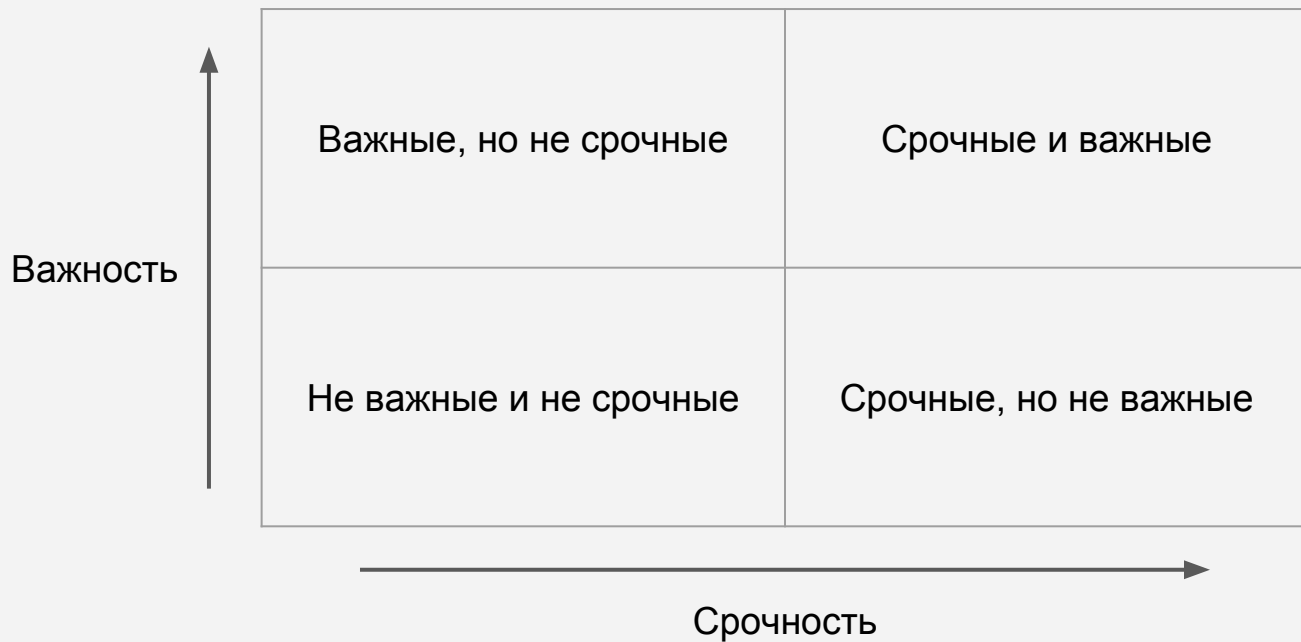 Важные, но не срочные
Срочные и важные
Важность
Не важные и не срочные
Срочные, но не важные
Срочность